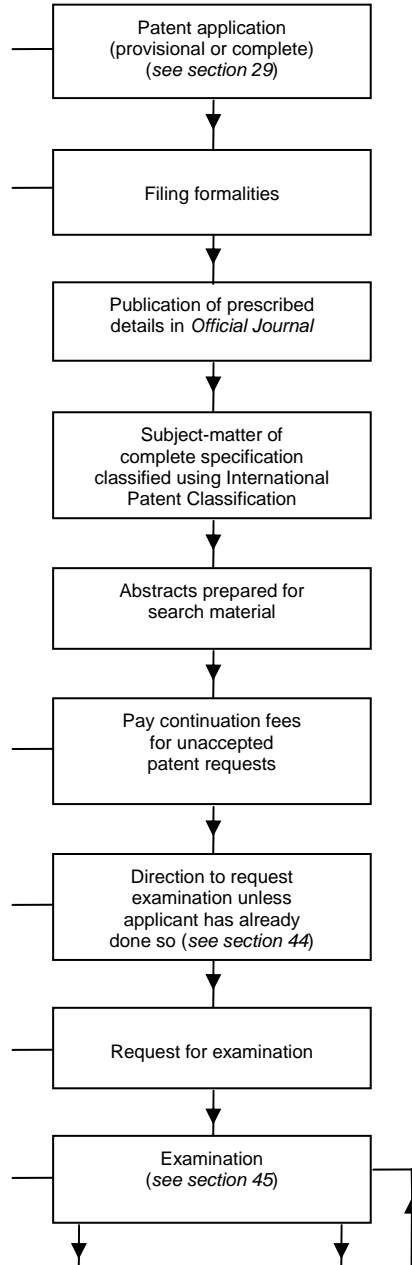 Patent application
(provisional or complete)
(see section 29)
Filing formalities
Publication of prescribed
details in Official Journal
Subject-matter of
complete specification
classified using International
Patent Classification
Abstracts prepared for
search material
Pay continuation fees
for unaccepted
patent requests
Direction to request
examination unless
applicant has already
done so (see section 44)
Request for examination
Examination
(see section 45)